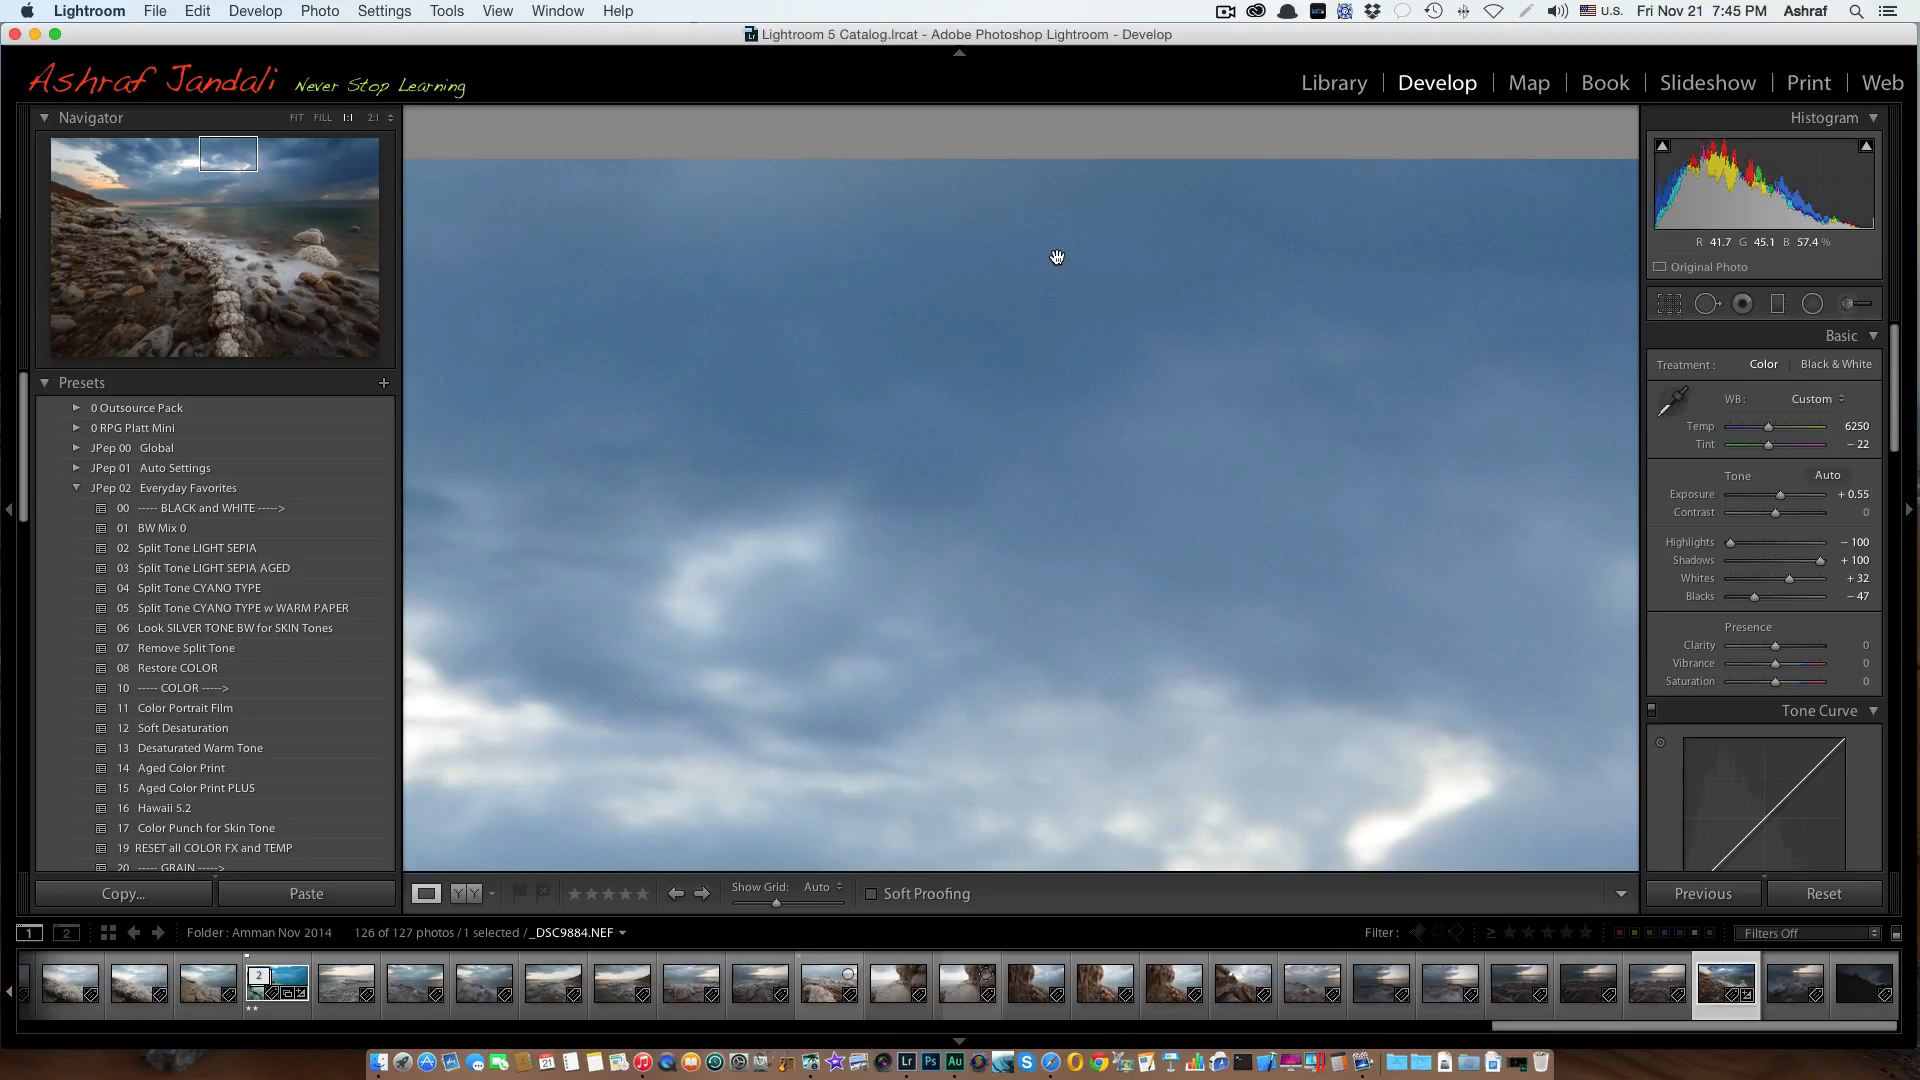 Lightroom File Edit Develop Photo Settings Tools View Window Help U.S. Fri Nov 21 7:45 PM Ashraf
Lightroom 5 Catalog.lrcat - Adobe Photoshop Lightroom - Develop
Ashraf Jandali Never Stop Learning
Library | Develop | Map | Book | Slideshow | Print | Web
Navigator FIT FILL 1:1 2:1
Histogram
R 41.7 G 45.1 B 57.4 %
Original Photo
Basic
Treatment : Color | Black & White
WB : Custom
Temp 6250
Tint - 22
Tone Auto
Exposure + 0.55
Contrast 0
Highlights - 100
Shadows + 100
Whites + 32
Blacks - 47
Presence
Clarity 0
Vibrance 0
Saturation 0
Tone Curve
Presets +
0 Outsource Pack
0 RPG Platt Mini
JPep 00 Global
JPep 01 Auto Settings
JPep 02 Everyday Favorites
00 ----- BLACK and WHITE ----->
01 BW Mix 0
02 Split Tone LIGHT SEPIA
03 Split Tone LIGHT SEPIA AGED
04 Split Tone CYANO TYPE
05 Split Tone CYANO TYPE w WARM PAPER
06 Look SILVER TONE BW for SKIN Tones
07 Remove Split Tone
08 Restore COLOR
10 ----- COLOR ----->
11 Color Portrait Film
12 Soft Desaturation
13 Desaturated Warm Tone
14 Aged Color Print
15 Aged Color Print PLUS
16 Hawaii 5.2
17 Color Punch for Skin Tone
19 RESET all COLOR FX and TEMP
20 ----- GRAIN ----->
Copy... Paste YY Show Grid: Auto Soft Proofing Previous Reset
1 2 Folder : Amman Nov 2014 126 of 127 photos / 1 selected / _DSC9884.NEF Filter : ≥ Filters Off
2
21 Lr Ps Au